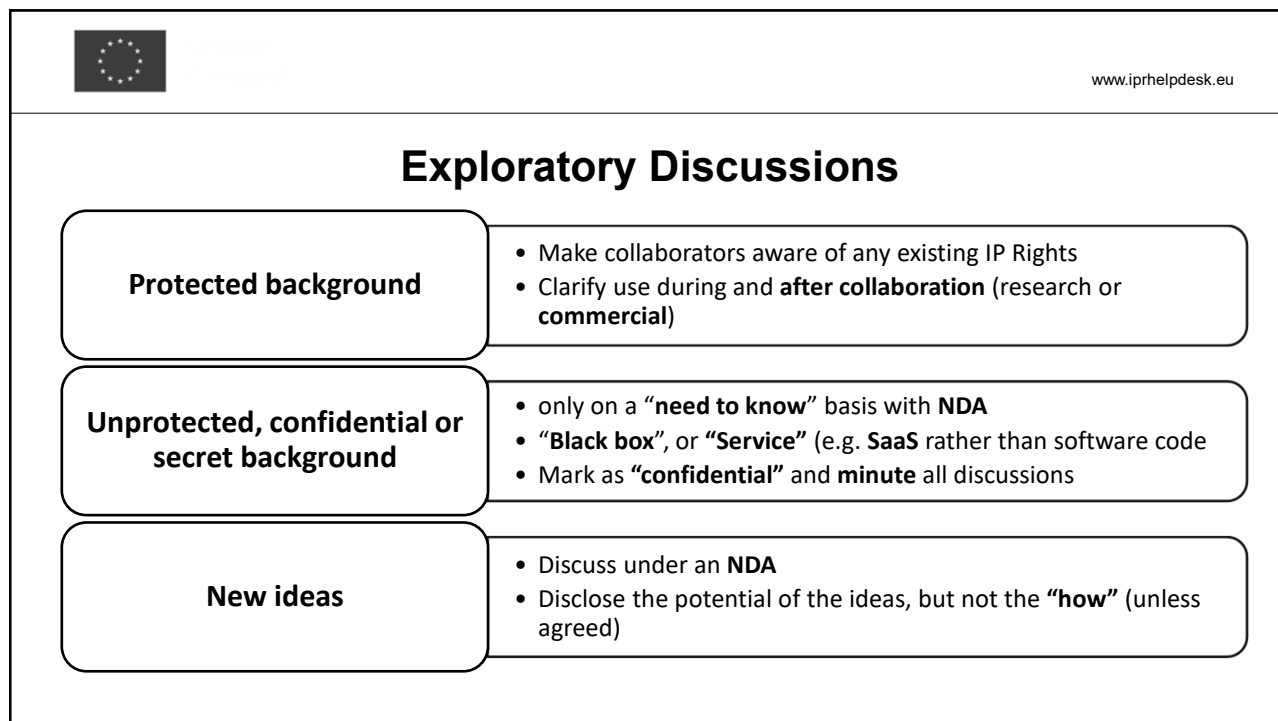 www.iprhelpdesk.eu
Exploratory Discussions
Protected background
• Make collaborators aware of any existing IP Rights
• Clarify use during and after collaboration (research or
commercial)
Unprotected, confidential or
secret background
• only on a “need to know” basis with NDA
• “Black box”, or “Service” (e.g. SaaS rather than software code
• Mark as “confidential” and minute all discussions
New ideas
• Discuss under an NDA
• Disclose the potential of the ideas, but not the “how” (unless
agreed)